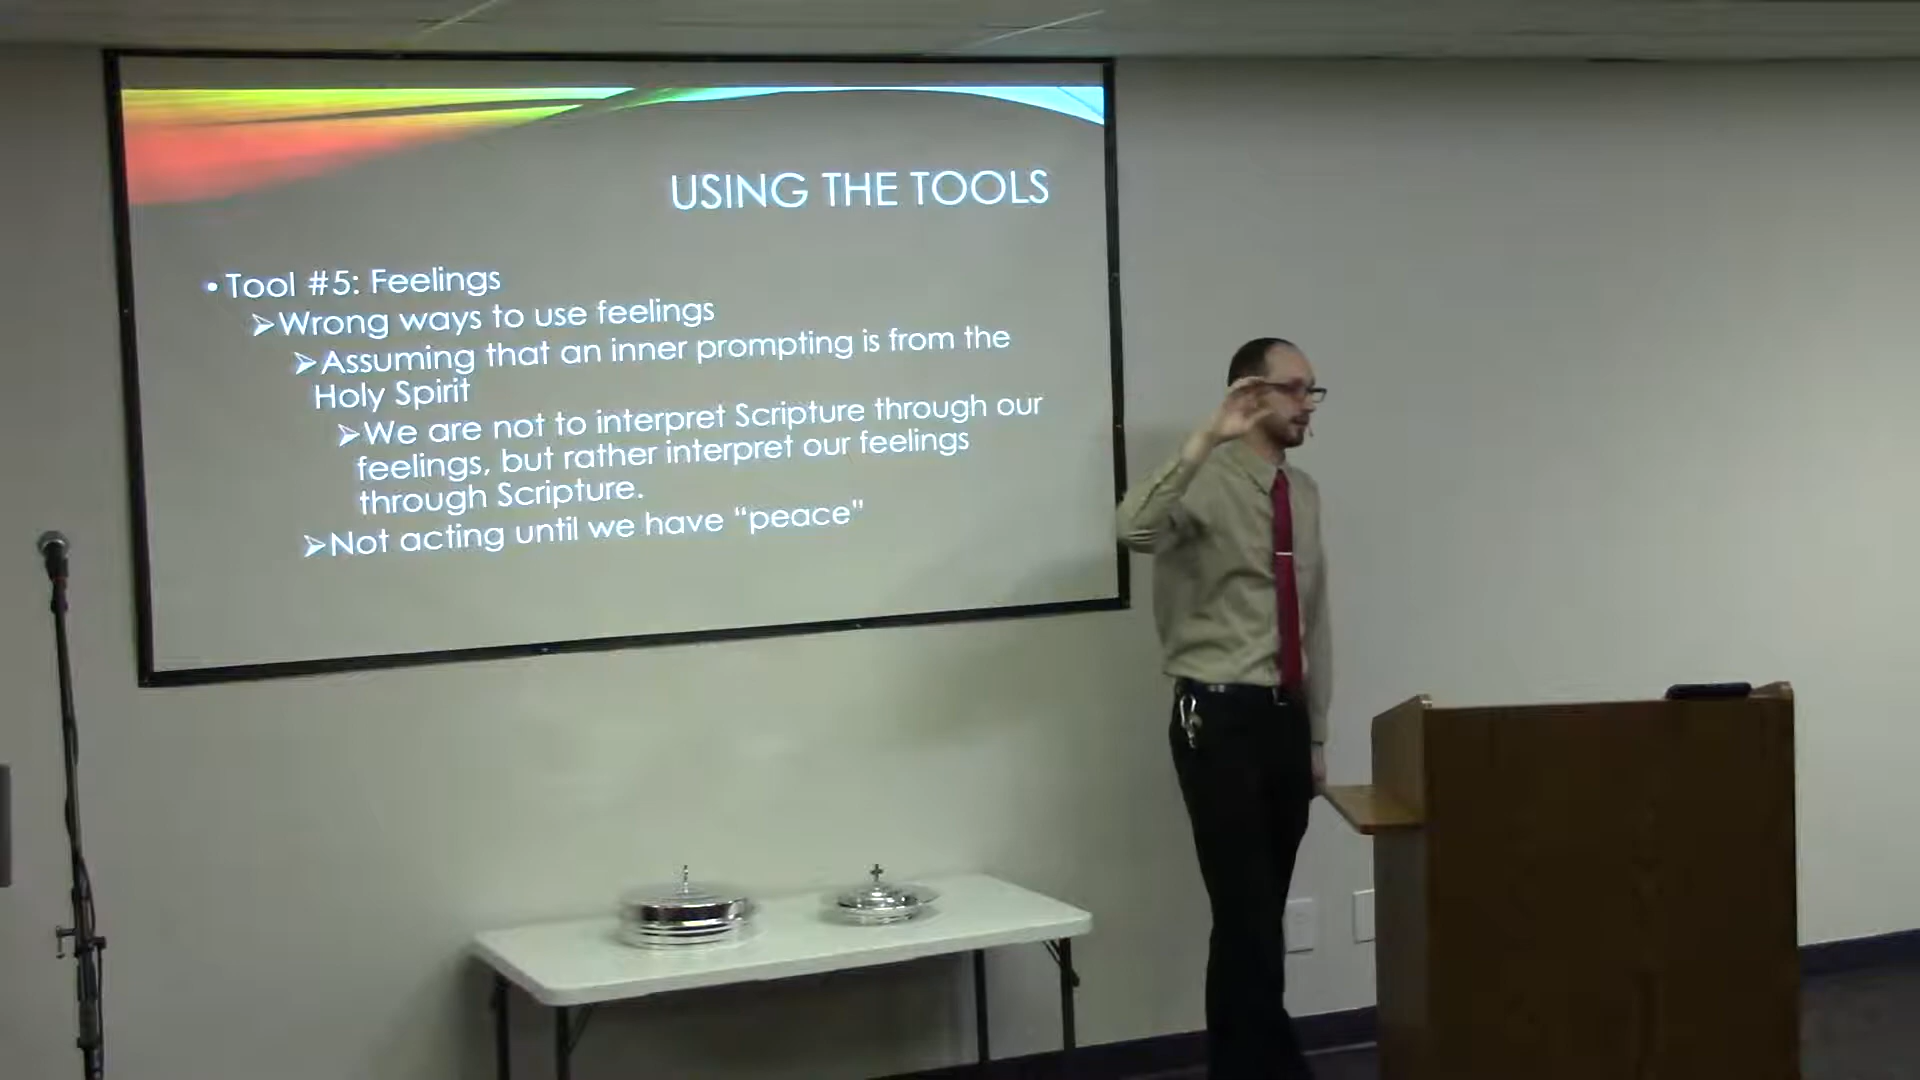 USING THE TOOLS
• Tool #5: Feelings
➢Wrong ways to use feelings
➢Assuming that an inner prompting is from the
Holy Spirit
➢We are not to interpret Scripture through our
feelings, but rather interpret our feelings
through Scripture.
➢Not acting until we have “peace”